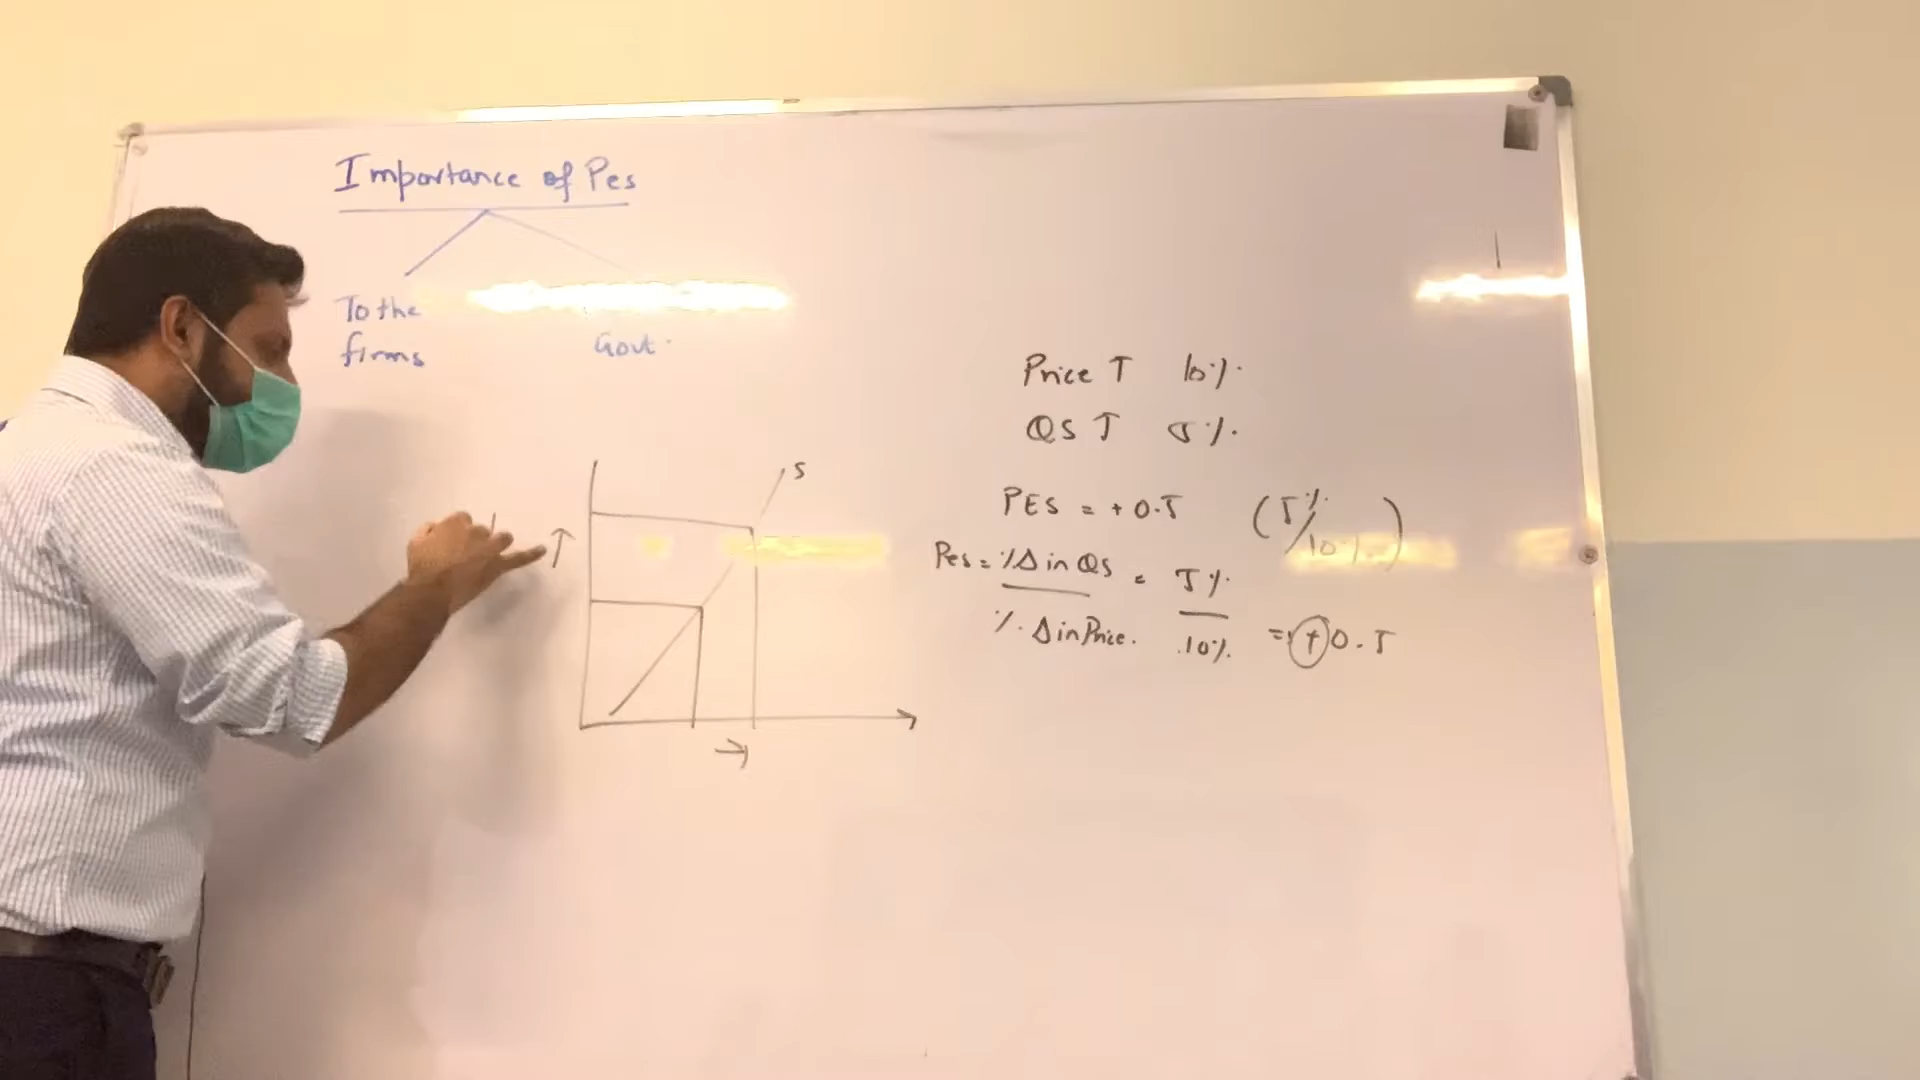 Importance of Pes
To the
firms
Govt.
S
Price ↑ 10%.
QS ↑ 5%.
PES = +0.5 (5%/10%)
Pes = %Δ in QS = 5%
%. Δ in Price. 10%. = +0.5